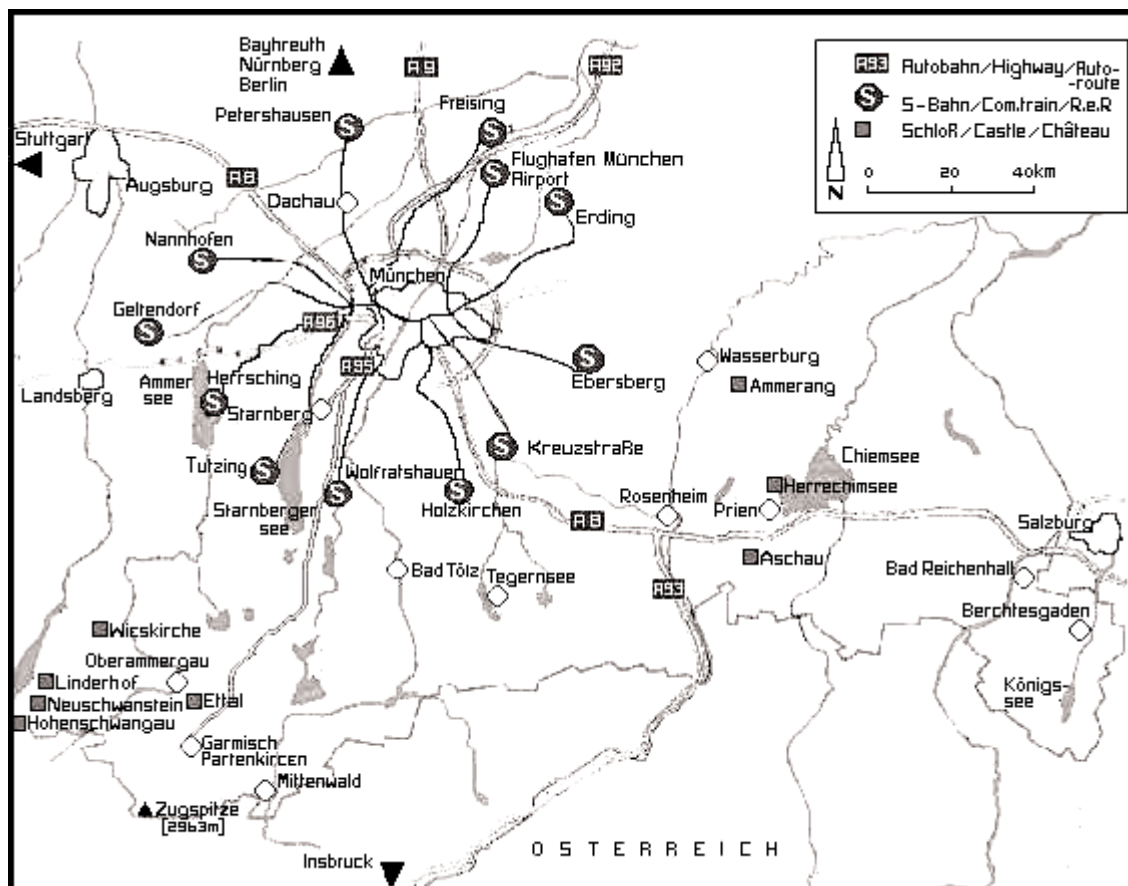 Bayhreuth
Nürnberg
Berlin
A9
A92
A93 Autobahn/Highway/Auto-
-route
S S-Bahn/Com.train/R.e.R
Schloß/Castle/Château
N
0 20 40km
Petershausen
S
Freising
S
Stuttgar
Augsburg
A8
Flughafen München
Airport
S
Dachau
S
Erding
Nannhofen
S
München
Geltendorf
S
A96
A95
Wasserburg
S
Ebersberg
Ammerang
Landsberg
Ammer
see
Herrsching
S
Starnberg
Kreuzstraße
S
Chiemsee
Tutzing
S
Wolfratshauen
S
Starnberger
see
S
Holzkirchen
Rosenheim
Herrechimsee
Prien
A8
Salzburg
Aschau
Bad Reichenhall
Bad Tölz
Tegernsee
A93
Berchtesgaden
Wieskirche
Oberammergau
Linderhof
Neuschwanstein
Ettal
Hohenschwangau
Königs-
see
Garmisch
Partenkircen
Mittenwald
Zugspitze
[2963m]
Insbruck
OSTERREICH